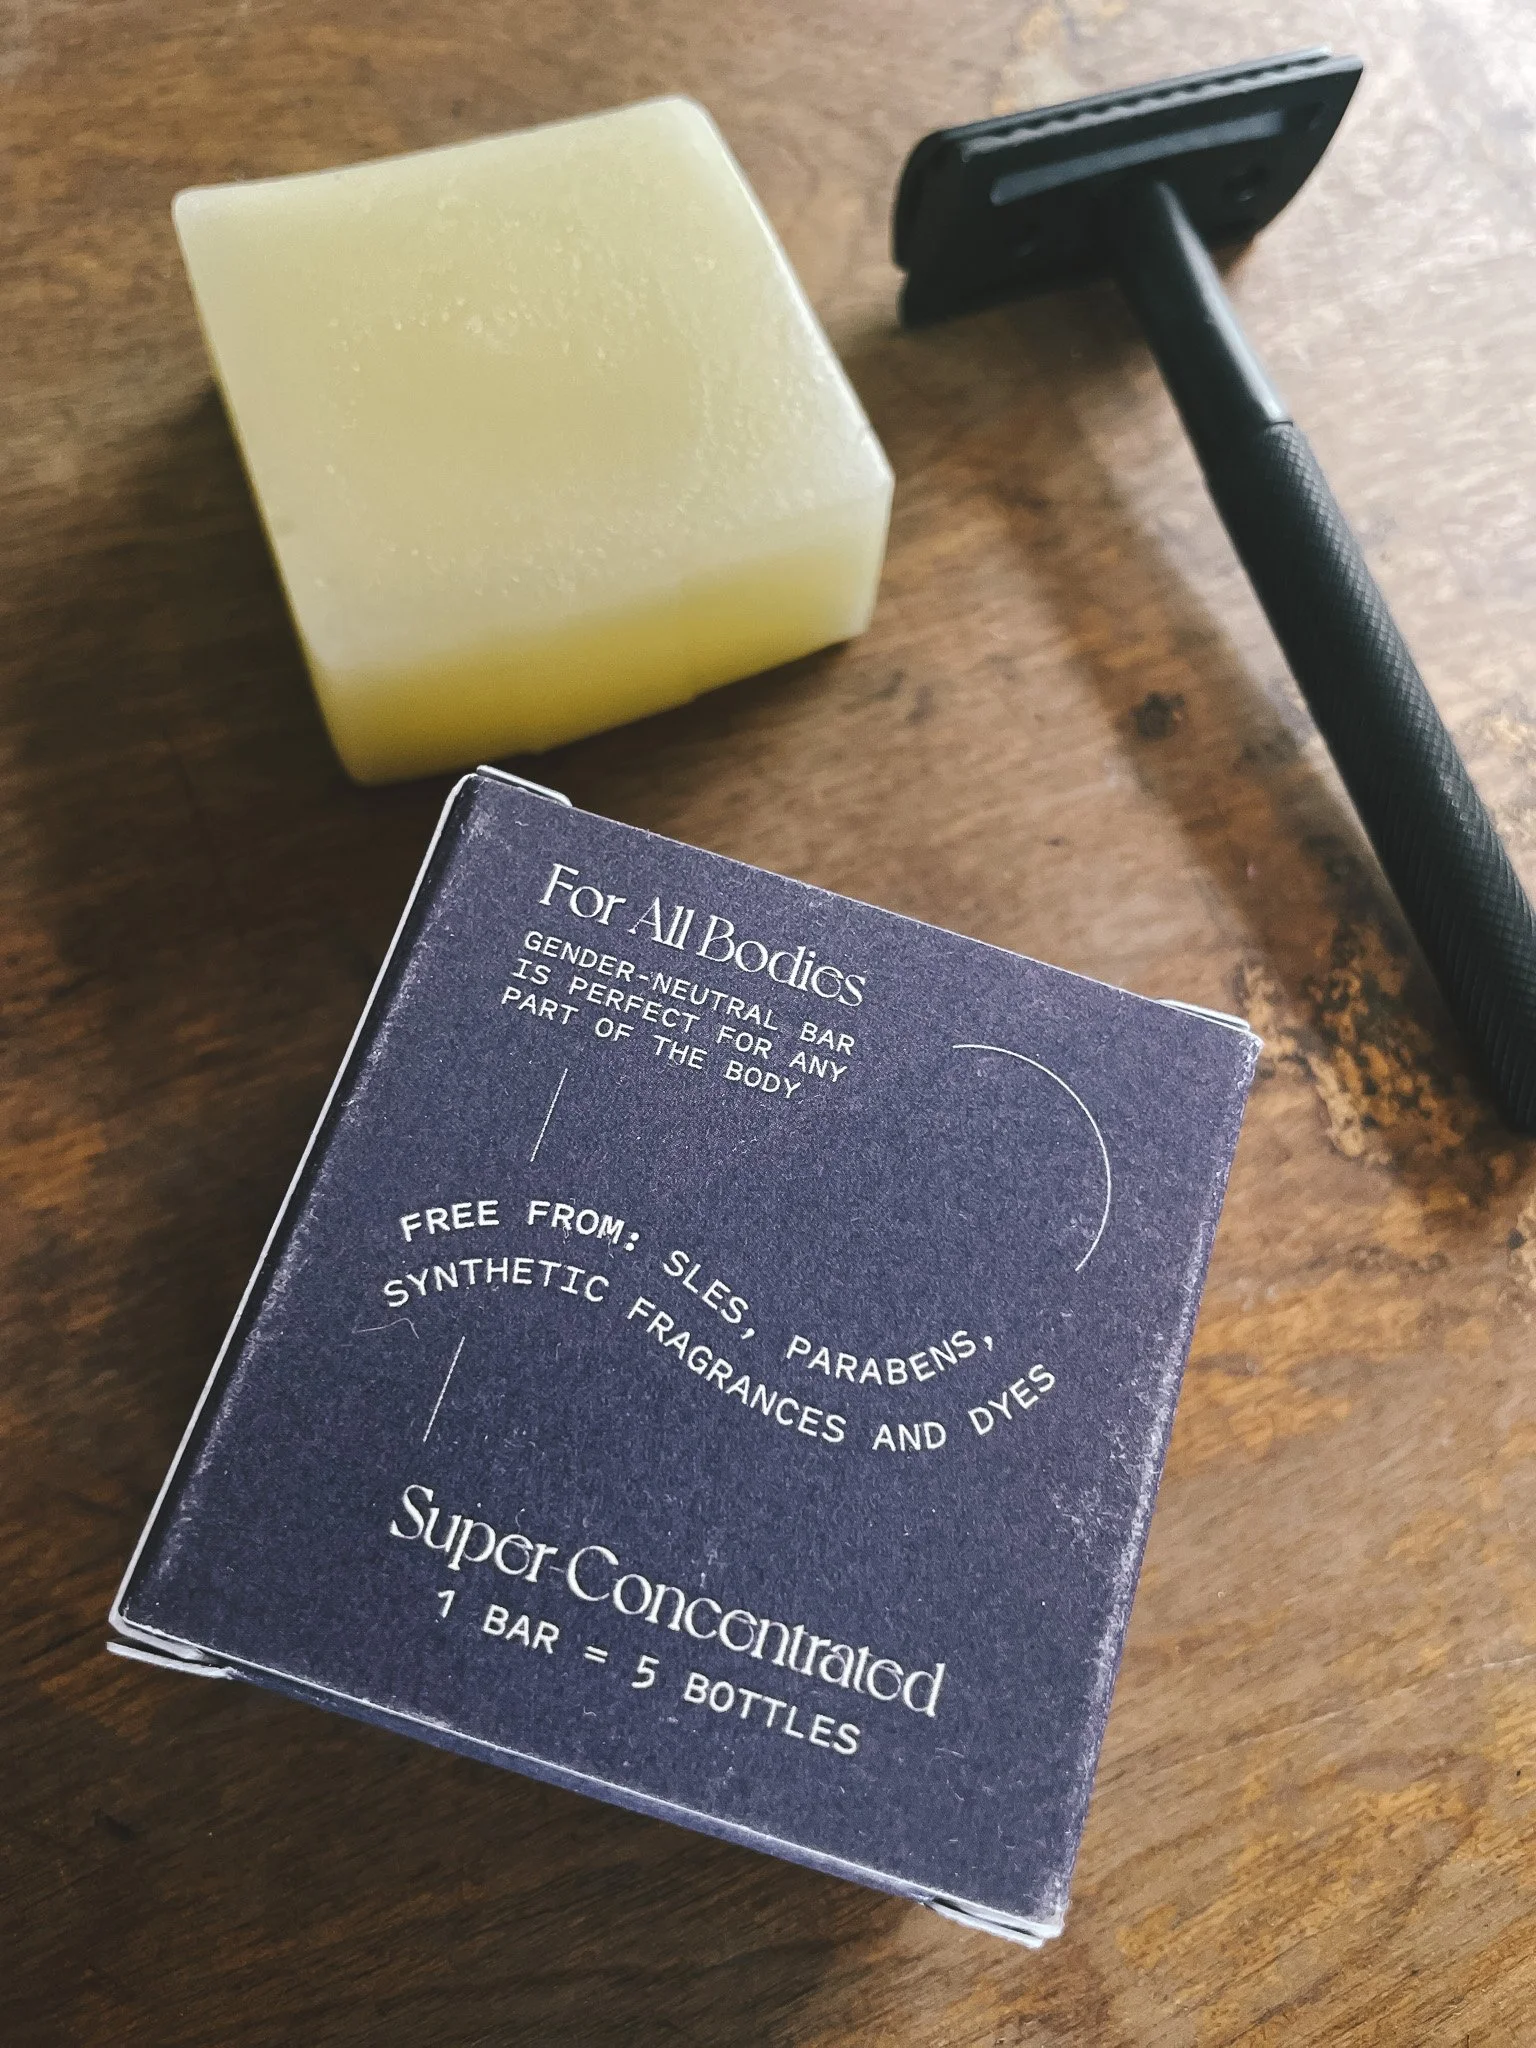 For All Bodies
GENDER-NEUTRAL BAR
IS PERFECT FOR ANY
PART OF THE BODY
FREE FROM: SLES, PARABENS,
SYNTHETIC FRAGRANCES AND DYES
Super-Concentrated
1 BAR = 5 BOTTLES